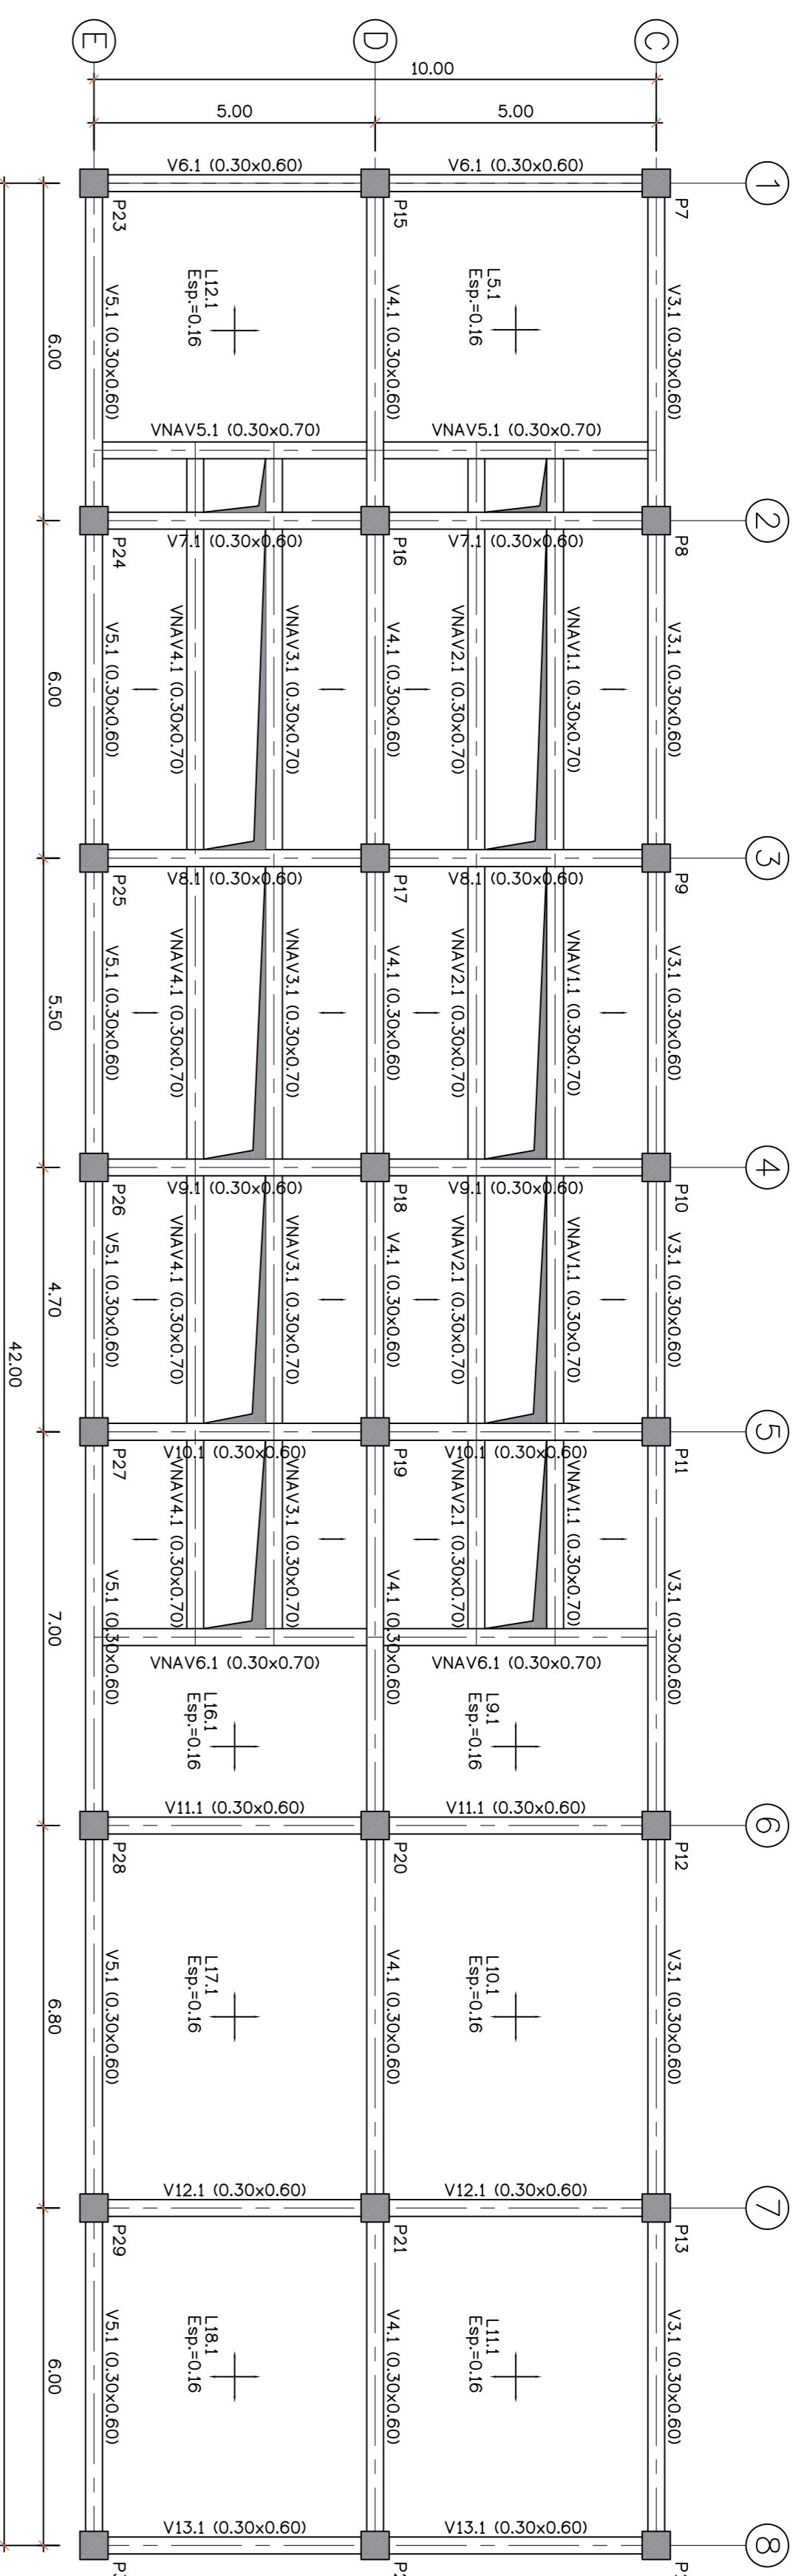 E
D
C
10.00
5.00
5.00
1
V6.1 (0.30x0.60)
V6.1 (0.30x0.60)
P23
P15
P7
V5.1 (0.30x0.60)
L12.1
Esp.=0.16
V4.1 (0.30x0.60)
L5.1
Esp.=0.16
V3.1 (0.30x0.60)
6.00
VNAV5.1 (0.30x0.70)
VNAV5.1 (0.30x0.70)
2
V7.1 (0.30x0.60)
V7.1 (0.30x0.60)
P24
P16
P8
V5.1 (0.30x0.60)
VNAV4.1 (0.30x0.70)
VNAV3.1 (0.30x0.70)
V4.1 (0.30x0.60)
VNAV2.1 (0.30x0.70)
VNAV1.1 (0.30x0.70)
V3.1 (0.30x0.60)
6.00
3
V8.1 (0.30x0.60)
V8.1 (0.30x0.60)
P25
P17
P9
V5.1 (0.30x0.60)
VNAV4.1 (0.30x0.70)
VNAV3.1 (0.30x0.70)
V4.1 (0.30x0.60)
VNAV2.1 (0.30x0.70)
VNAV1.1 (0.30x0.70)
V3.1 (0.30x0.60)
5.50
4
V9.1 (0.30x0.60)
V9.1 (0.30x0.60)
P26
P18
P10
V5.1 (0.30x0.60)
VNAV4.1 (0.30x0.70)
VNAV3.1 (0.30x0.70)
V4.1 (0.30x0.60)
VNAV2.1 (0.30x0.70)
VNAV1.1 (0.30x0.70)
V3.1 (0.30x0.60)
4.70
42.00
5
V10.1 (0.30x0.60)
V10.1 (0.30x0.60)
P27
P19
P11
VNAV4.1 (0.30x0.70)
VNAV3.1 (0.30x0.70)
VNAV2.1 (0.30x0.70)
VNAV1.1 (0.30x0.70)
V5.1 (0.30x0.60)
V4.1 (0.30x0.60)
V3.1 (0.30x0.60)
7.00
VNAV6.1 (0.30x0.70)
VNAV6.1 (0.30x0.70)
L16.1
Esp.=0.16
L9.1
Esp.=0.16
6
V11.1 (0.30x0.60)
V11.1 (0.30x0.60)
P28
P20
P12
V5.1 (0.30x0.60)
L17.1
Esp.=0.16
V4.1 (0.30x0.60)
L10.1
Esp.=0.16
V3.1 (0.30x0.60)
6.80
7
V12.1 (0.30x0.60)
V12.1 (0.30x0.60)
P29
P21
P13
V5.1 (0.30x0.60)
L18.1
Esp.=0.16
V4.1 (0.30x0.60)
L11.1
Esp.=0.16
V3.1 (0.30x0.60)
6.00
8
V13.1 (0.30x0.60)
V13.1 (0.30x0.60)